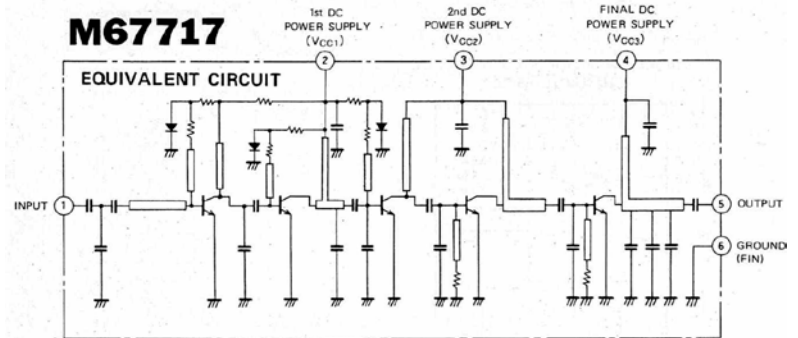 M67717
1st DC
POWER SUPPLY
(VCC1)
2nd DC
POWER SUPPLY
(VCC2)
FINAL DC
POWER SUPPLY
(VCC3)
2
3
4
EQUIVALENT CIRCUIT
INPUT
1
5
OUTPUT
6
GROUND
(FIN)